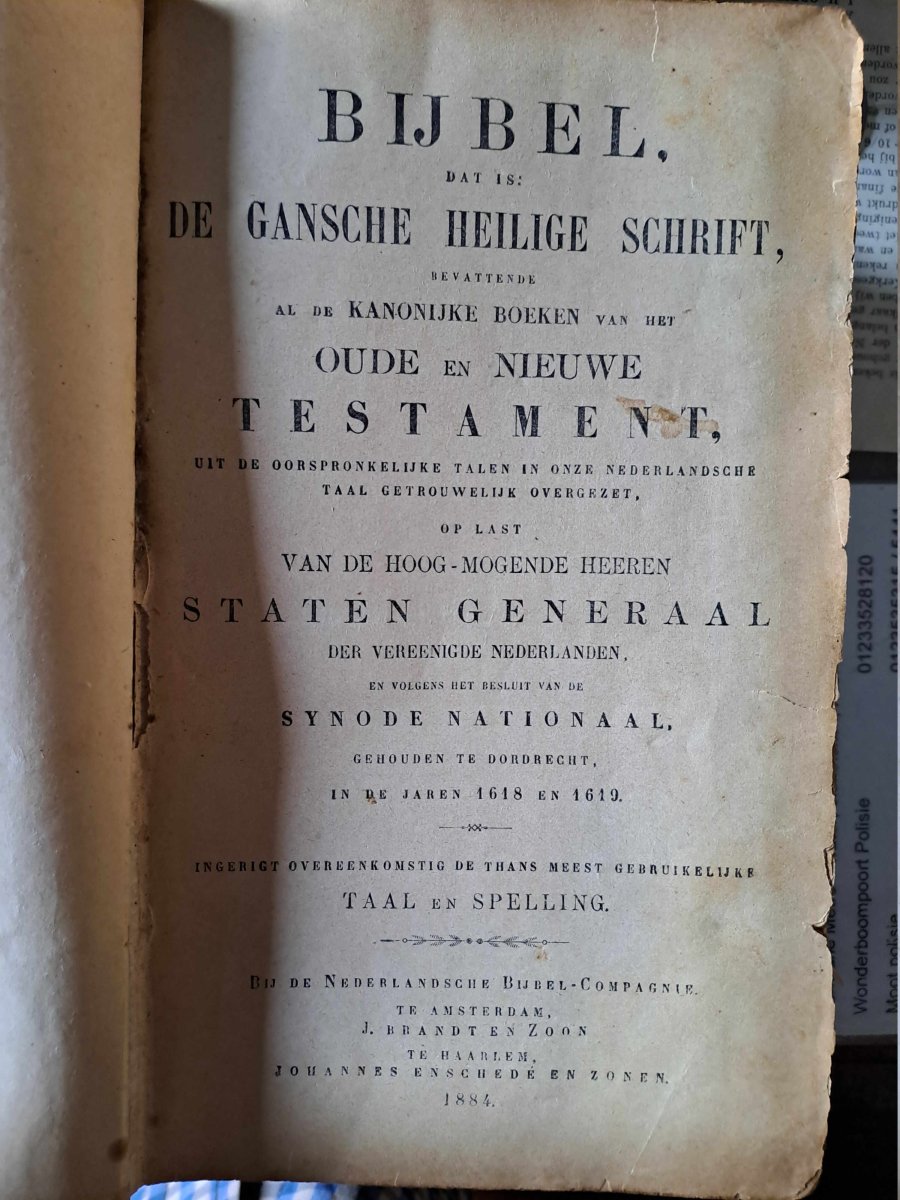 BIJBEL,
DAT IS:
DE GANSCHE HEILIGE SCHRIFT,
BEVATTENDE
AL DE KANONIJKE BOEKEN VAN HET
OUDE EN NIEUWE
TESTAMENT,
UIT DE OORSPRONKELIJKE TALEN IN ONZE NEDERLANDSCHE
TAAL GETROUWELIJK OVERGEZET,
OP LAST
VAN DE HOOG-MOGENDE HEEREN
STATEN GENERAAL
DER VEREENIGDE NEDERLANDEN,
EN VOLGENS HET BESLUIT VAN DE
SYNODE NATIONAAL,
GEHOUDEN TE DORDRECHT,
IN DE JAREN 1618 EN 1619.
INGERIGT OVEREENKOMSTIG DE THANS MEEST GEBRUIKELIJKE
TAAL EN SPELLING.
BIJ DE NEDERLANDSCHE BIJBEL-COMPAGNIE.
TE AMSTERDAM,
J. BRANDT EN ZOON
TE HAARLEM,
JOHANNES ENSCHEDÉ EN ZONEN.
1884.
Wonderboompoort Polisie
01233528120
Moot polisie